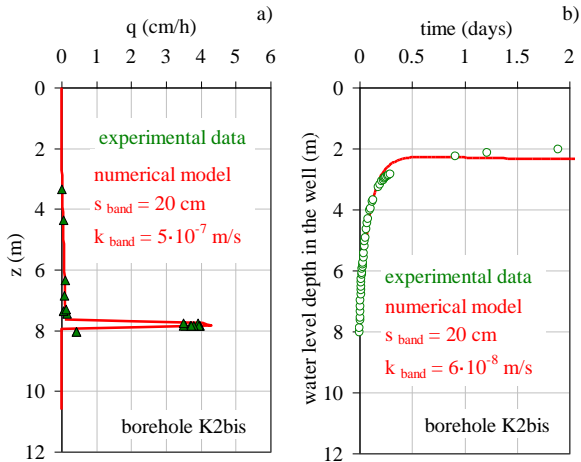 a)
q (cm/h)
0 1 2 3 4 5 6
0
2
4
6
8
10
12
z (m)
experimental data
numerical model
s band = 20 cm
k band = 5·10-7 m/s
borehole K2bis
b)
time (days)
0 0.5 1 1.5 2
0
2
4
6
8
10
12
water level depth in the well (m)
experimental data
numerical model
s band = 20 cm
k band = 6·10-8 m/s
borehole K2bis